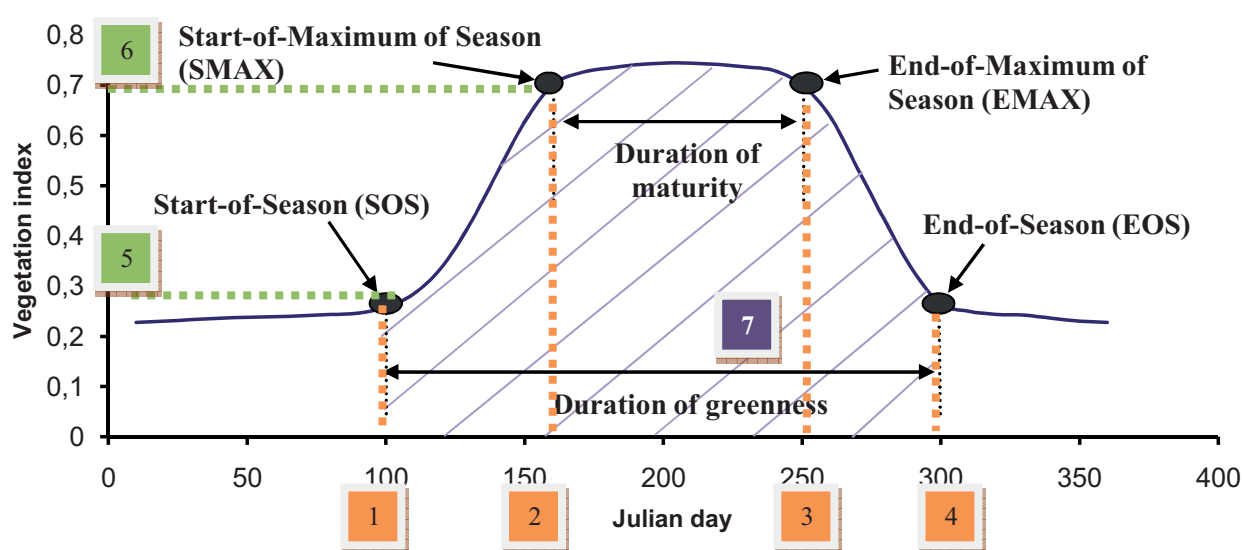 0,8
6
Start-of-Maximum of Season
(SMAX)
0,7
End-of-Maximum of
Season (EMAX)
0,6
Duration of
maturity
0,5
Start-of-Season (SOS)
End-of-Season (EOS)
0,4
5
0,3
7
0,2
0,1
Duration of greenness
0
Vegetation index
0 50 100 150 200 250 300 350 400
1 2 Julian day 3 4